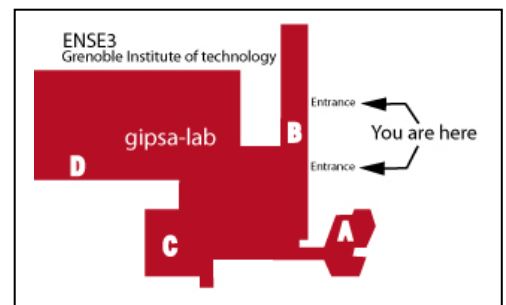 ENSE3
Grenoble Institute of technology
Entrance
B
You are here
gipsa-lab
D
Entrance
A
C